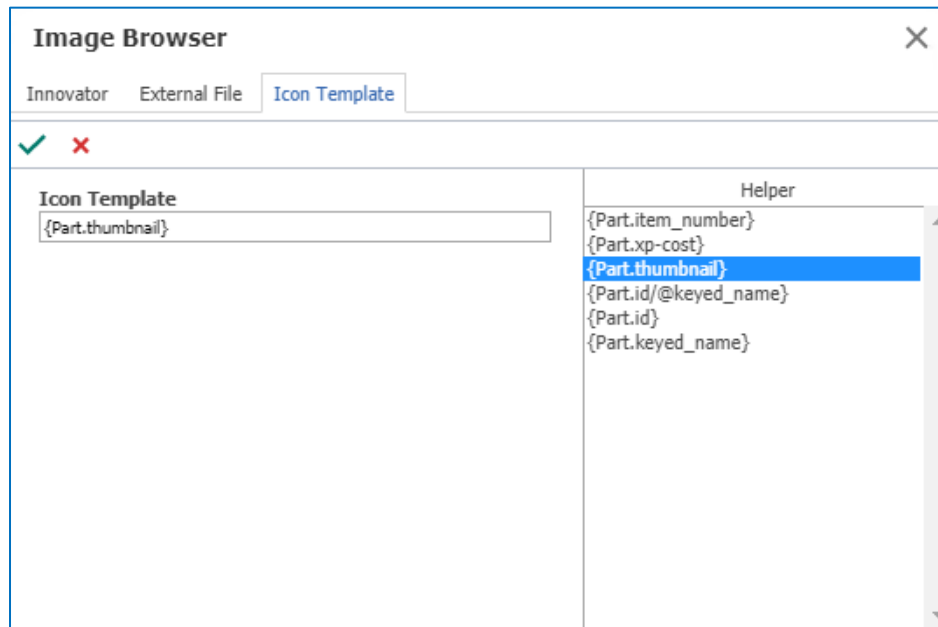 Image Browser
Innovator External File Icon Template
Icon Template
{Part.thumbnail}
Helper
{Part.item_number}
{Part.xp-cost}
{Part.thumbnail}
{Part.id/@keyed_name}
{Part.id}
{Part.keyed_name}